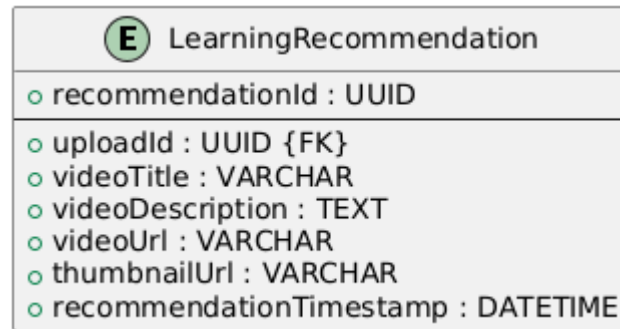 E LearningRecommendation
recommendationId : UUID
uploadId : UUID {FK}
videoTitle : VARCHAR
videoDescription : TEXT
videoUrl : VARCHAR
thumbnailUrl : VARCHAR
recommendationTimestamp : DATETIME